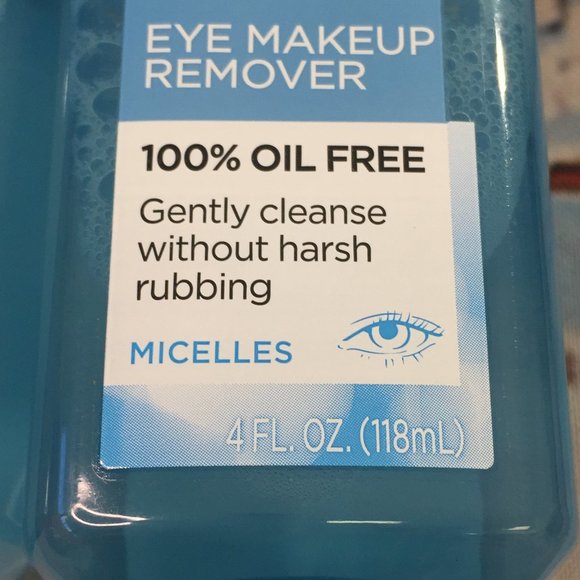 EYE MAKEUP
REMOVER
100% OIL FREE
Gently cleanse
without harsh
rubbing
MICELLES
4 FL. OZ. (118mL)